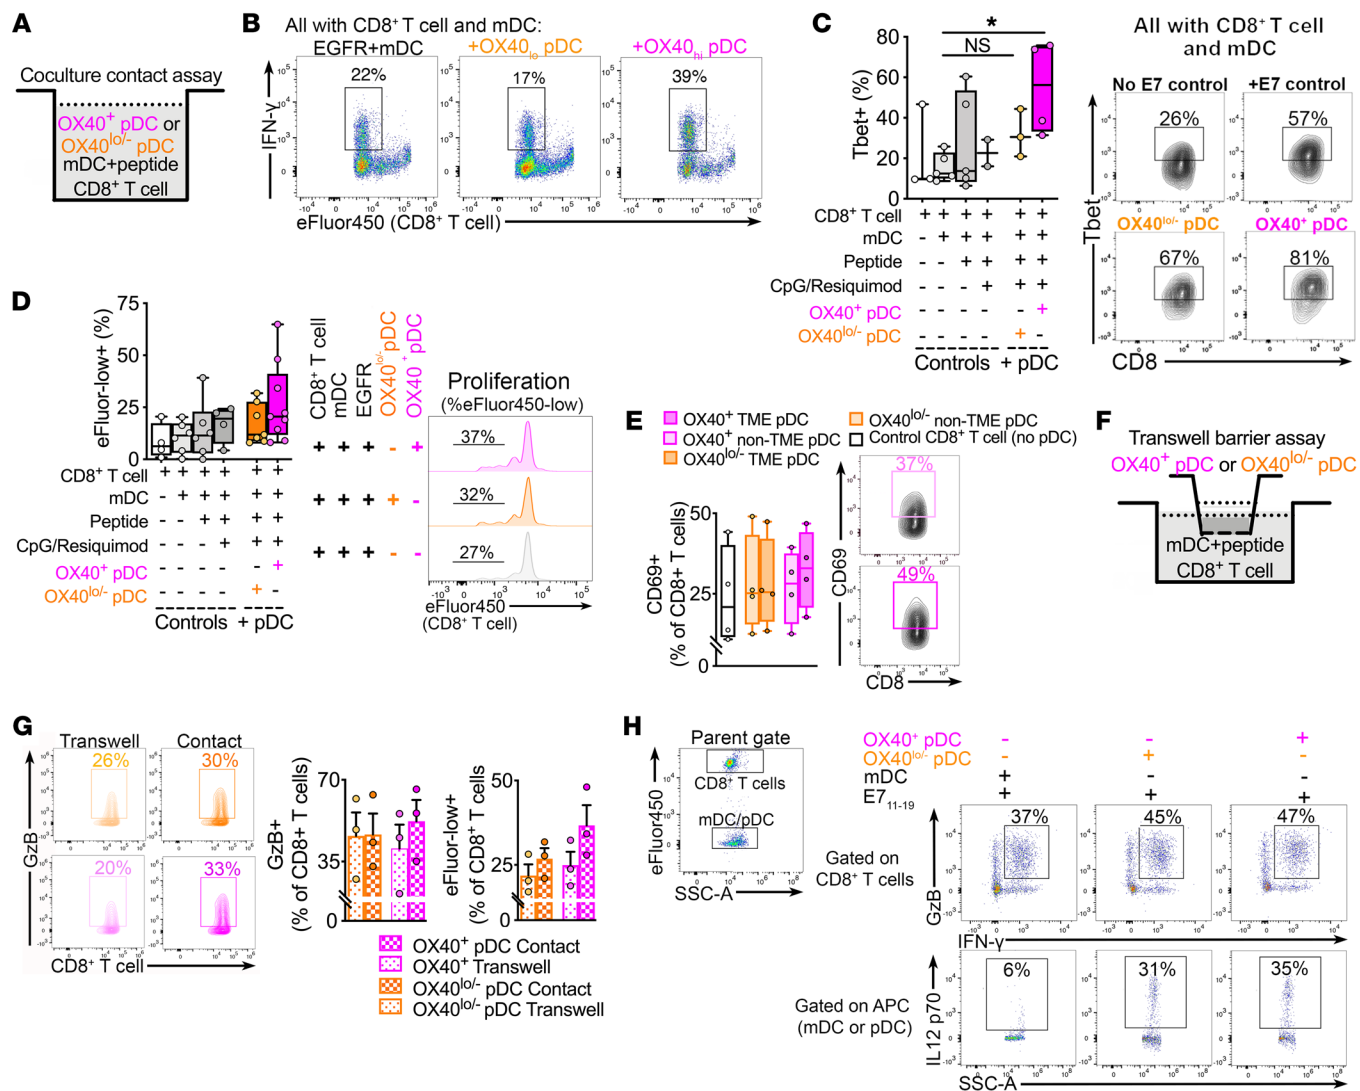 A
Coculture contact assay
OX40⁺ pDC or
OX40ˡᵒ/⁻ pDC
mDC+peptide
CD8⁺ T cell
B
All with CD8⁺ T cell and mDC:
EGFR+mDC +OX40lo pDC +OX40hi pDC
22% 17% 39%
IFN-γ
eFluor450 (CD8⁺ T cell)
C
* NS
Tbet+ (%)
80
60
40
20
0
CD8⁺ T cell + + + + + +
mDC - + + + + +
Peptide - - + + + +
CpG/Resiquimod - - - + + +
OX40⁺ pDC +
OX40ˡᵒ/⁻ pDC + -
Controls + pDC
All with CD8⁺ T cell
and mDC
No E7 control +E7 control
26% 57%
OX40ˡᵒ/⁻ pDC OX40⁺ pDC
67% 81%
Tbet
CD8
D
eFluor-low+ (%)
75
50
25
0
CD8⁺ T cell + + + + + +
mDC - + + + + +
Peptide - - + + + +
CpG/Resiquimod - - - + + +
OX40⁺ pDC - +
OX40ˡᵒ/⁻ pDC + -
Controls + pDC
CD8⁺ T cell
mDC
EGFR
OX40ˡᵒ/⁻ pDC
OX40⁺ pDC
+ + + - +
+ + + + -
+ + + - -
Proliferation
(%eFluor450-low)
37%
32%
27%
-10³ 0 10³ 10⁴ 10⁵
eFluor450
(CD8⁺ T cell)
E
OX40⁺ TME pDC
OX40⁺ non-TME pDC
OX40ˡᵒ/⁻ TME pDC
OX40ˡᵒ/⁻ non-TME pDC
Control CD8⁺ T cell (no pDC)
CD69+
(% of CD8+ T cells)
50
25
0
37%
49%
CD69
CD8
F
Transwell barrier assay
OX40⁺ pDC or OX40ˡᵒ/⁻ pDC
mDC+peptide
CD8⁺ T cell
G
Transwell Contact
26% 30%
20% 33%
GzB
CD8⁺ T cell
GzB+
(% of CD8+ T cells)
70
35
0
eFluor-low+
(% of CD8⁺ T cells
50
25
0
OX40⁺ pDC Contact
OX40⁺ Transwell
OX40ˡᵒ/⁻ pDC Contact
OX40ˡᵒ/⁻ pDC Transwell
H
Parent gate
CD8⁺ T cells
mDC/pDC
eFluor450
SSC-A
OX40⁺ pDC - - +
OX40ˡᵒ/⁻ pDC - + -
mDC + - -
E7₁₁₋₁₉ + + +
37% 45% 47%
Gated on
CD8⁺ T cells
GzB
IFN-γ
6% 31% 35%
Gated on APC
(mDC or pDC)
IL12 p70
SSC-A